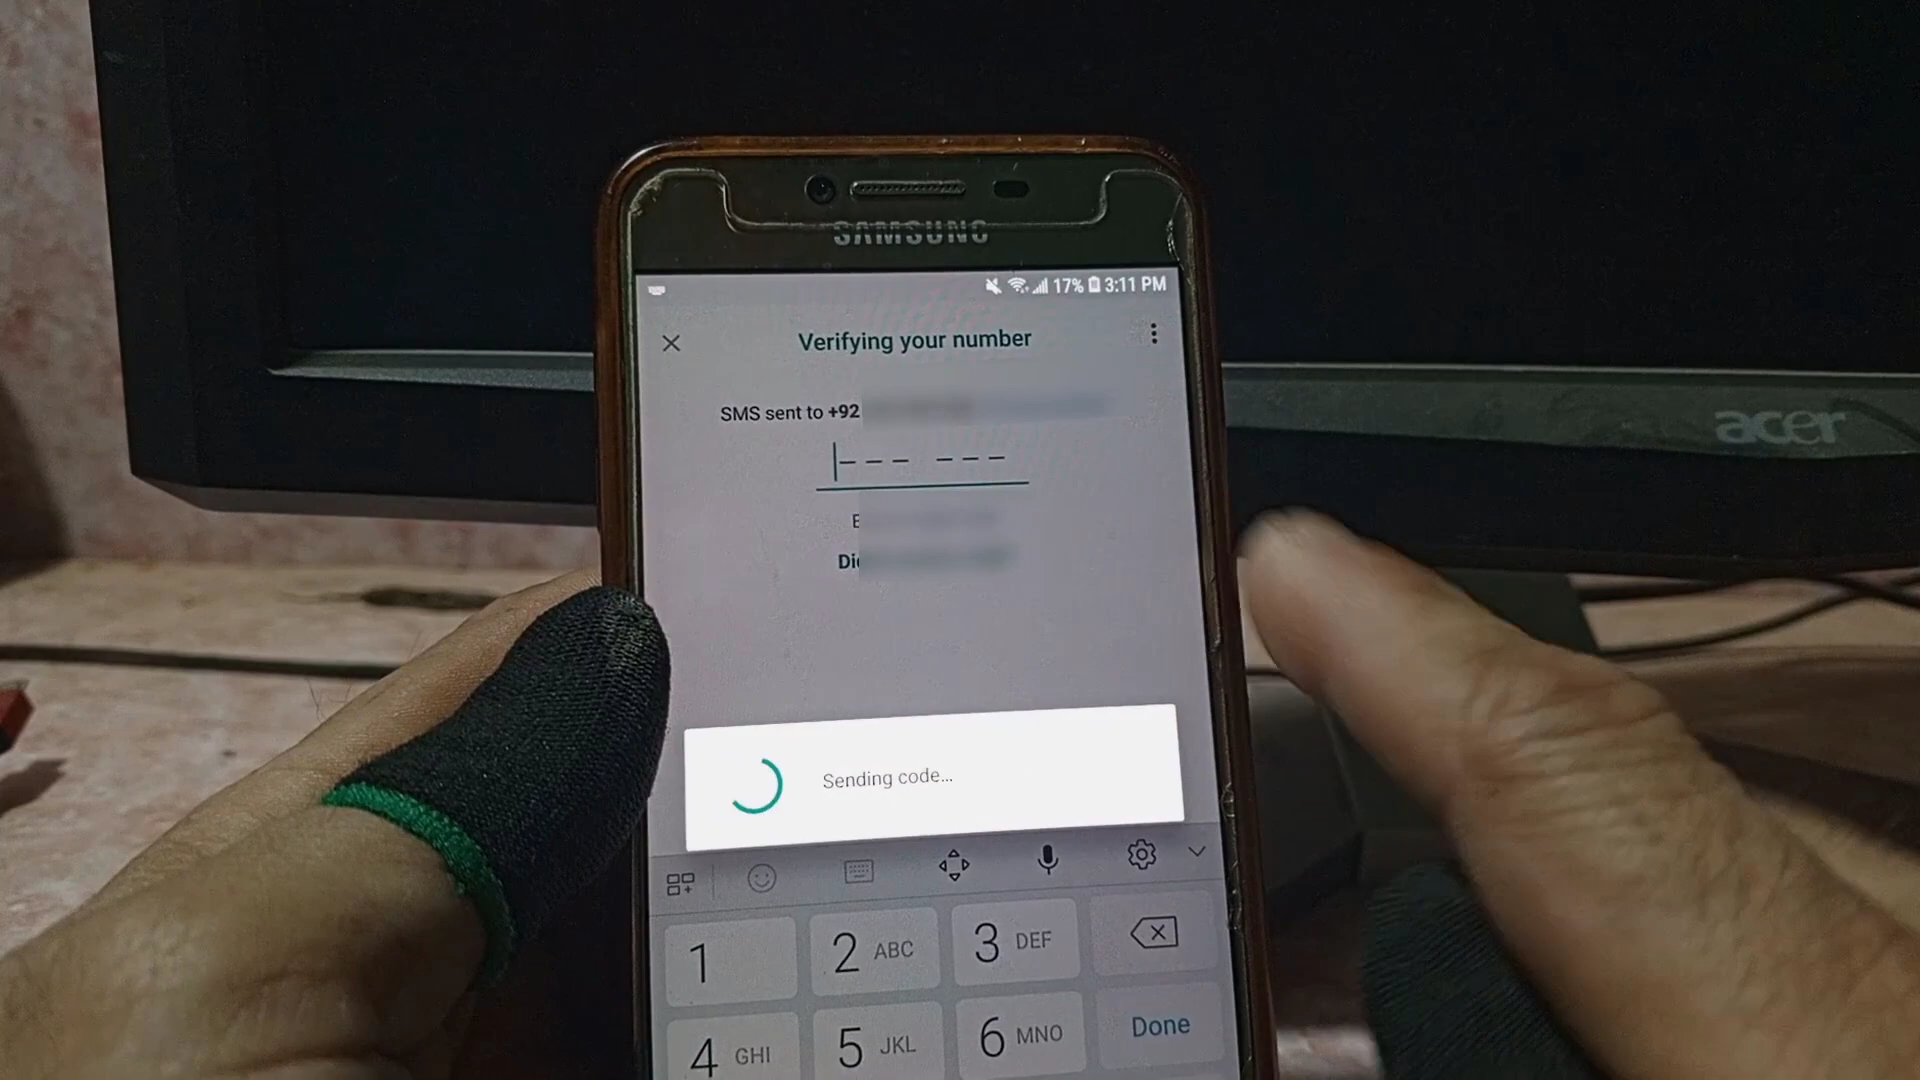 SAMSUNG
17% 3:11 PM
Verifying your number
SMS sent to +92
--- ---
E
Sending code...
1
2 ABC
3 DEF
4 GHI
5 JKL
6 MNO
Done
acer